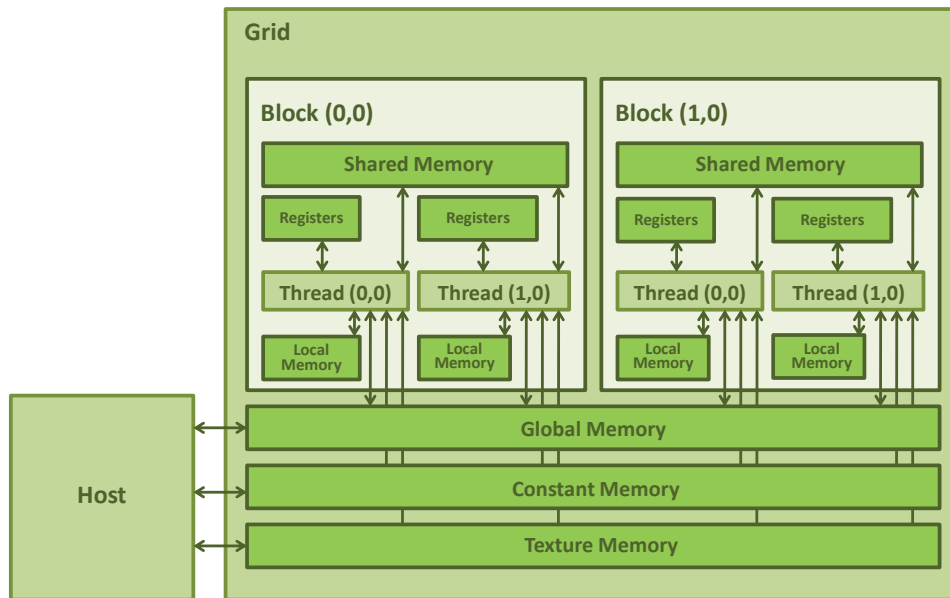 Grid
Block (0,0)
Shared Memory
Registers
Registers
Thread (0,0)
Thread (1,0)
Local
Memory
Local
Memory
Block (1,0)
Shared Memory
Registers
Registers
Thread (0,0)
Thread (1,0)
Local
Memory
Local
Memory
Host
Global Memory
Constant Memory
Texture Memory